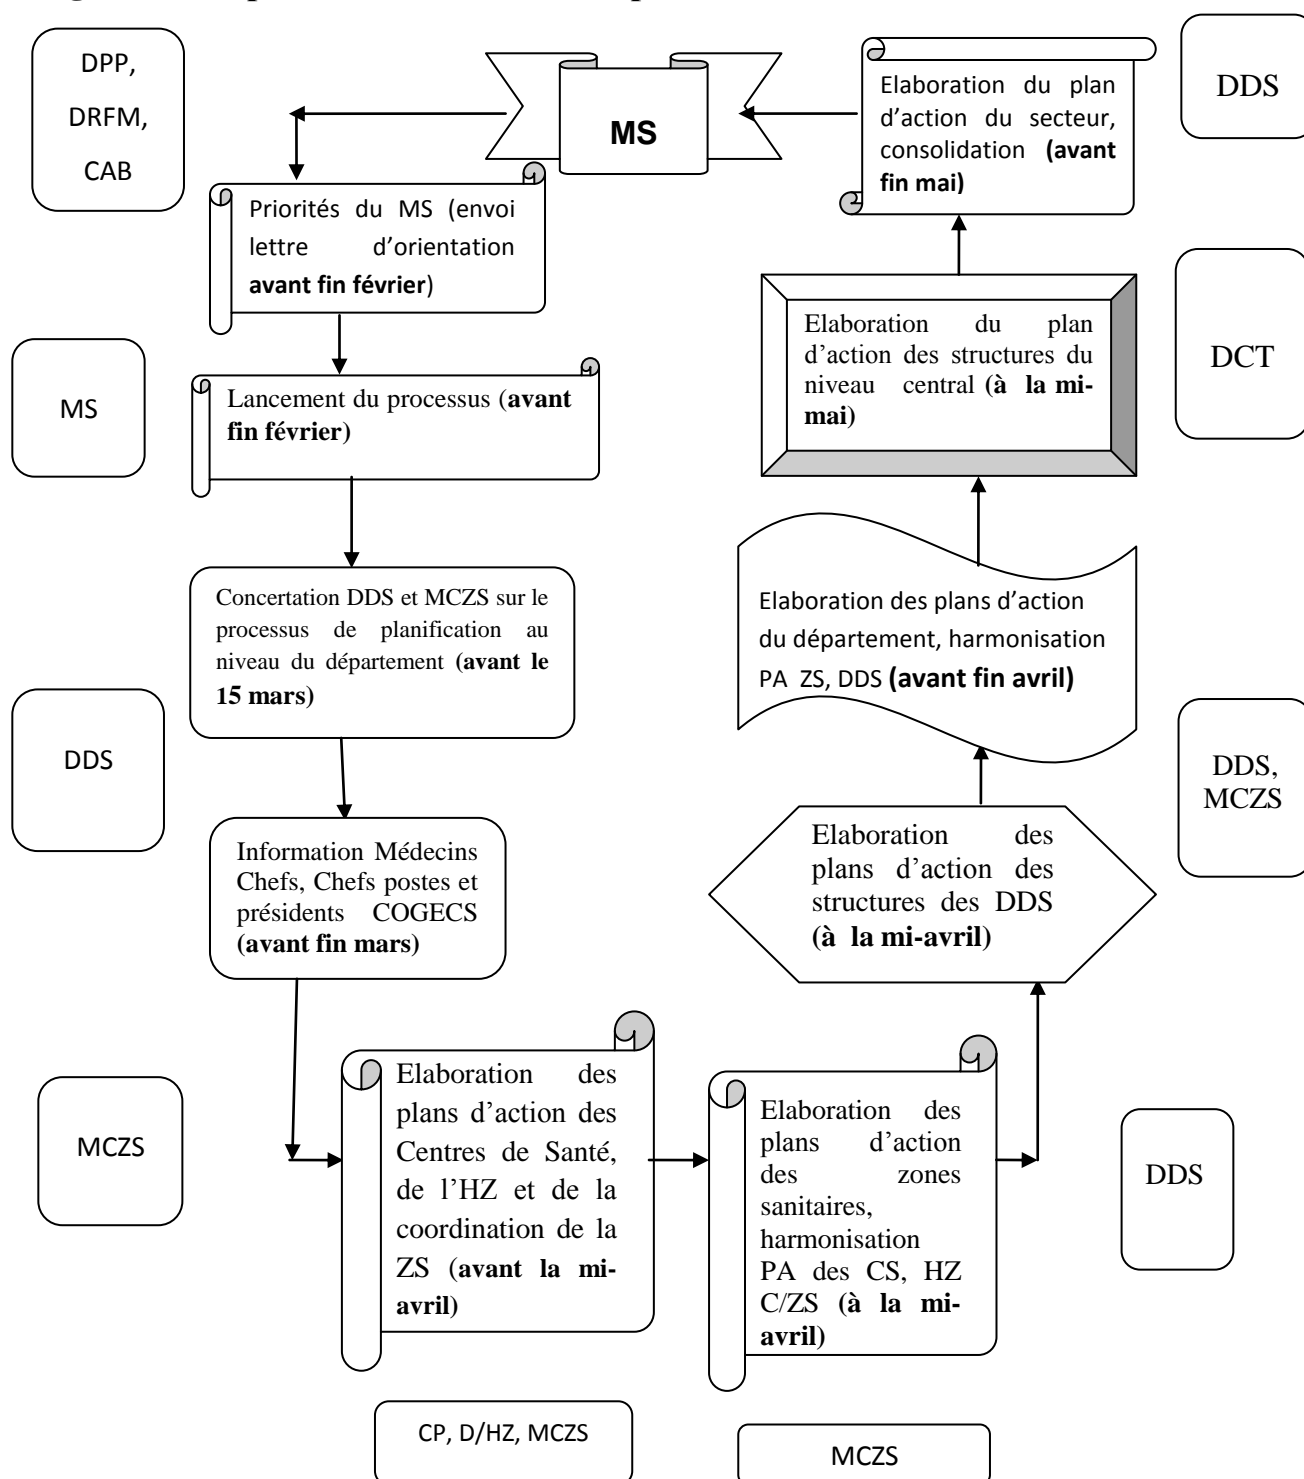 DPP,
DRFM,
CAB
MS
Elaboration du plan
d’action du secteur,
consolidation (avant
fin mai)
DDS
Priorités du MS (envoi
lettre d’orientation
avant fin février)
Elaboration du plan
d’action des structures du
niveau central (à la mi-
mai)
DCT
MS
Lancement du processus (avant
fin février)
Concertation DDS et MCZS sur le
processus de planification au
niveau du département (avant le
15 mars)
Elaboration des plans d’action
du département, harmonisation
PA ZS, DDS (avant fin avril)
DDS
DDS,
MCZS
Information Médecins
Chefs, Chefs postes et
présidents COGECS
(avant fin mars)
Elaboration des
plans d’action des
structures des DDS
(à la mi-avril)
MCZS
Elaboration des
plans d’action des
Centres de Santé,
de l’HZ et de la
coordination de la
ZS (avant la mi-
avril)
Elaboration des
plans d’action
des zones
sanitaires,
harmonisation
PA des CS, HZ
C/ZS (à la mi-
avril)
DDS
CP, D/HZ, MCZS
MCZS